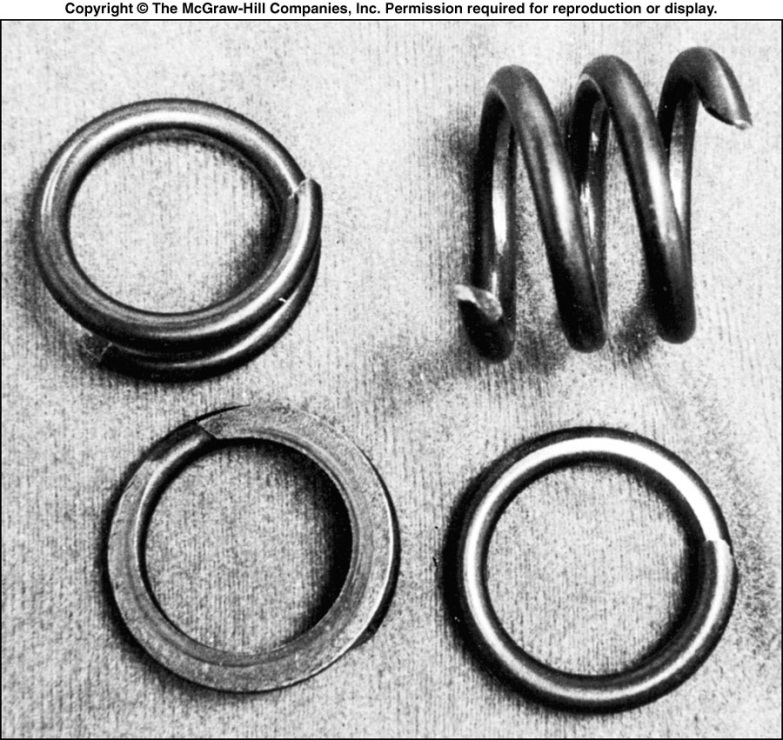 Copyright © The McGraw-Hill Companies, Inc. Permission required for reproduction or display.